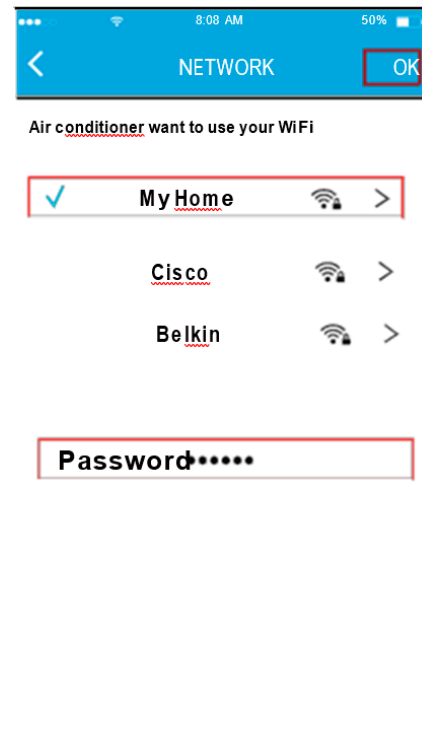 8:08 AM 50%
NETWORK OK
Air conditioner want to use your WiFi
My Home
Cisco
Belkin
Password••••••